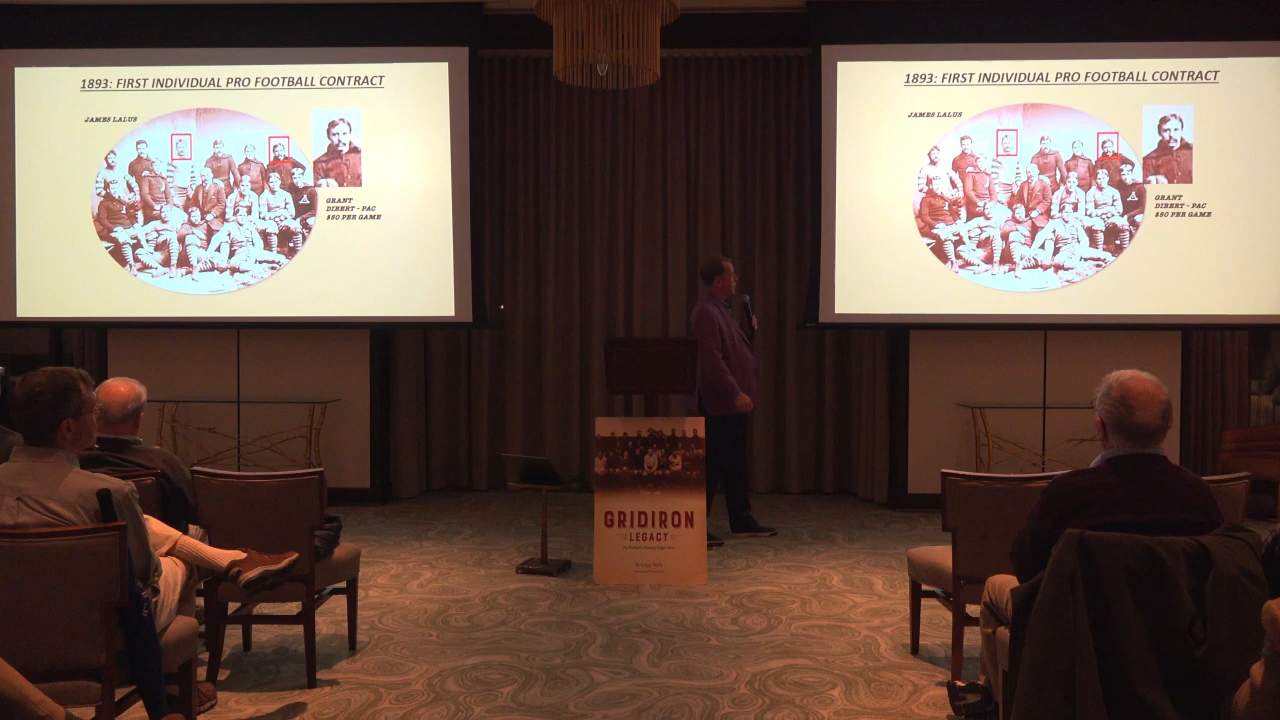 1893: FIRST INDIVIDUAL PRO FOOTBALL CONTRACT
JAMES LALUS
GRANT
DIBERT - PAC
$50 PER GAME
1893: FIRST INDIVIDUAL PRO FOOTBALL CONTRACT
JAMES LALUS
GRANT
DIBERT - PAC
$50 PER GAME
GRIDIRON
LEGACY